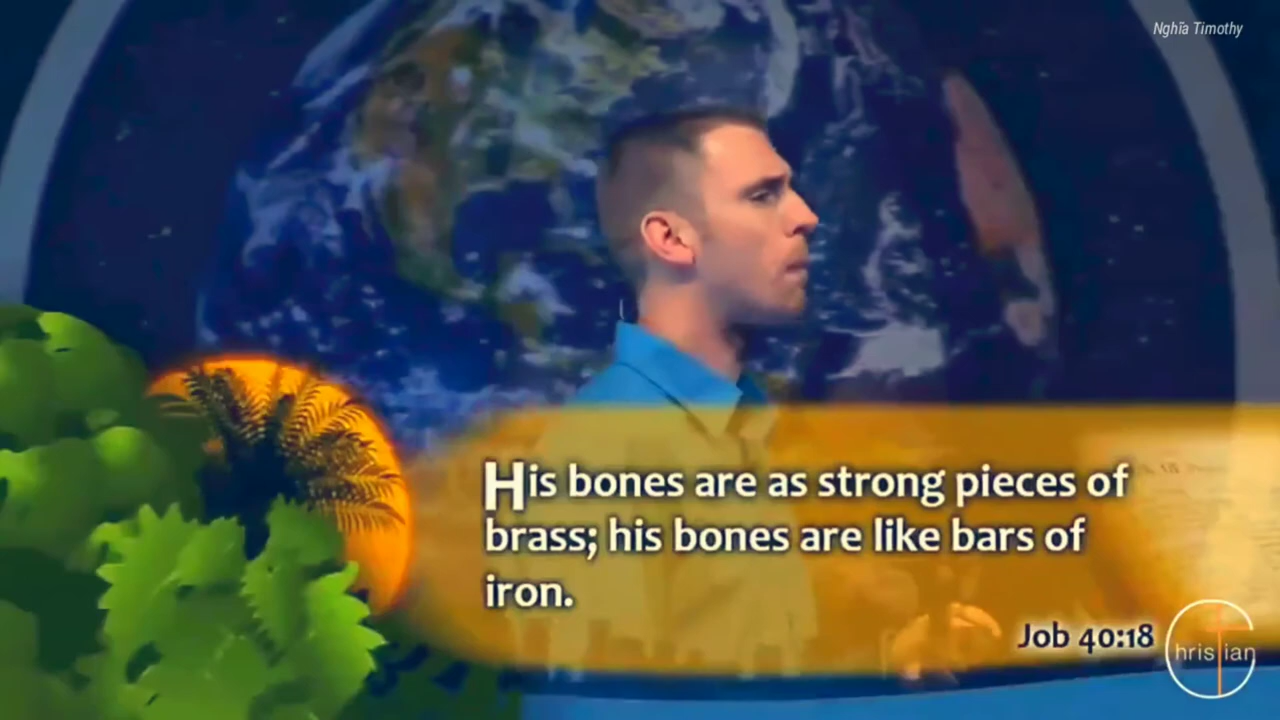 Nghĩa Timothy
His bones are as strong pieces of
brass; his bones are like bars of
iron.
Job 40:18
Christian